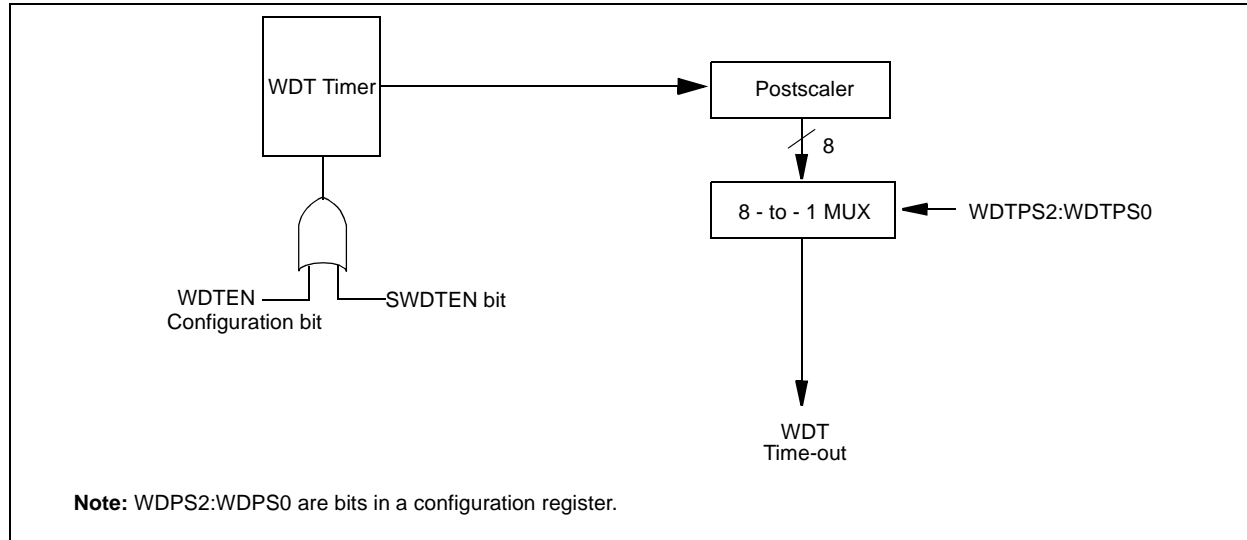 WDT Timer
Postscaler
8
8 - to - 1 MUX
WDTPS2:WDTPS0
WDTEN
Configuration bit
SWDTEN bit
WDT
Time-out
Note: WDPS2:WDPS0 are bits in a configuration register.